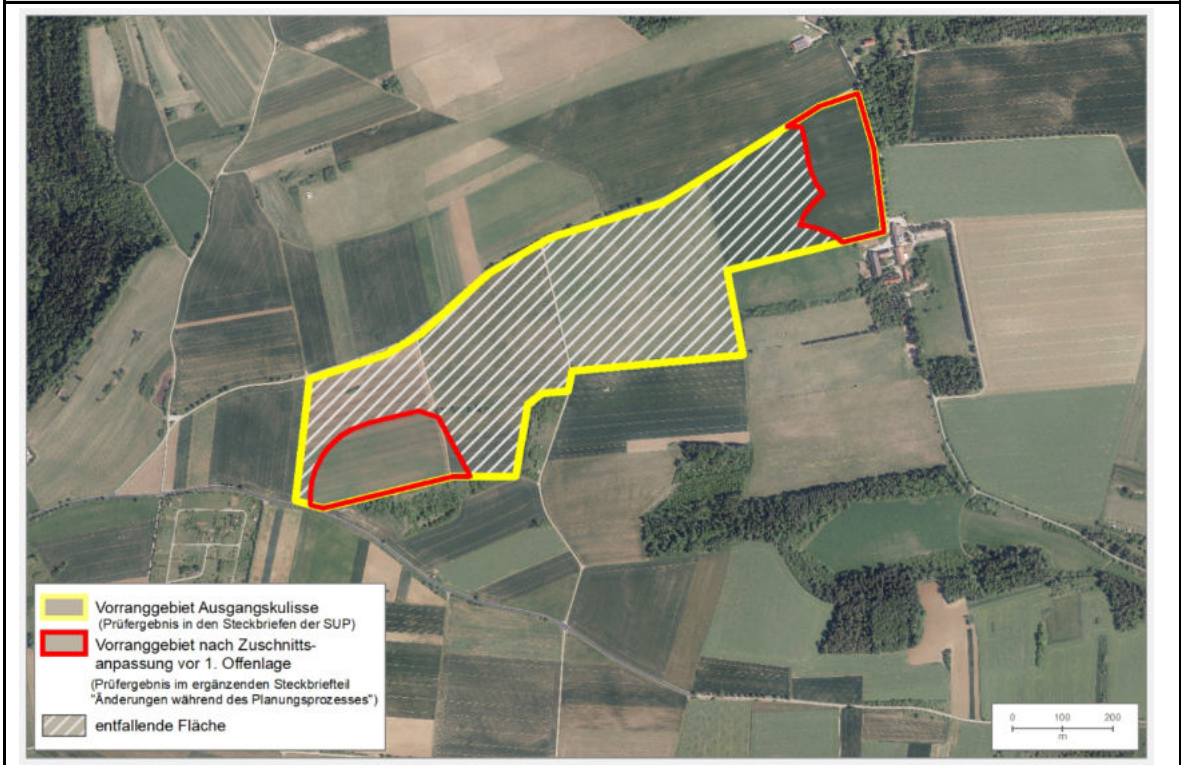 Vorranggebiet Ausgangskulisse
(Prüfergebnis in den Steckbriefen der SUP)
Vorranggebiet nach Zuschnitts-
anpassung vor 1. Offenlage
(Prüfergebnis im ergänzenden Steckbriefteil
"Änderungen während des Planungsprozesses")
entfallende Fläche
0 100 200
m